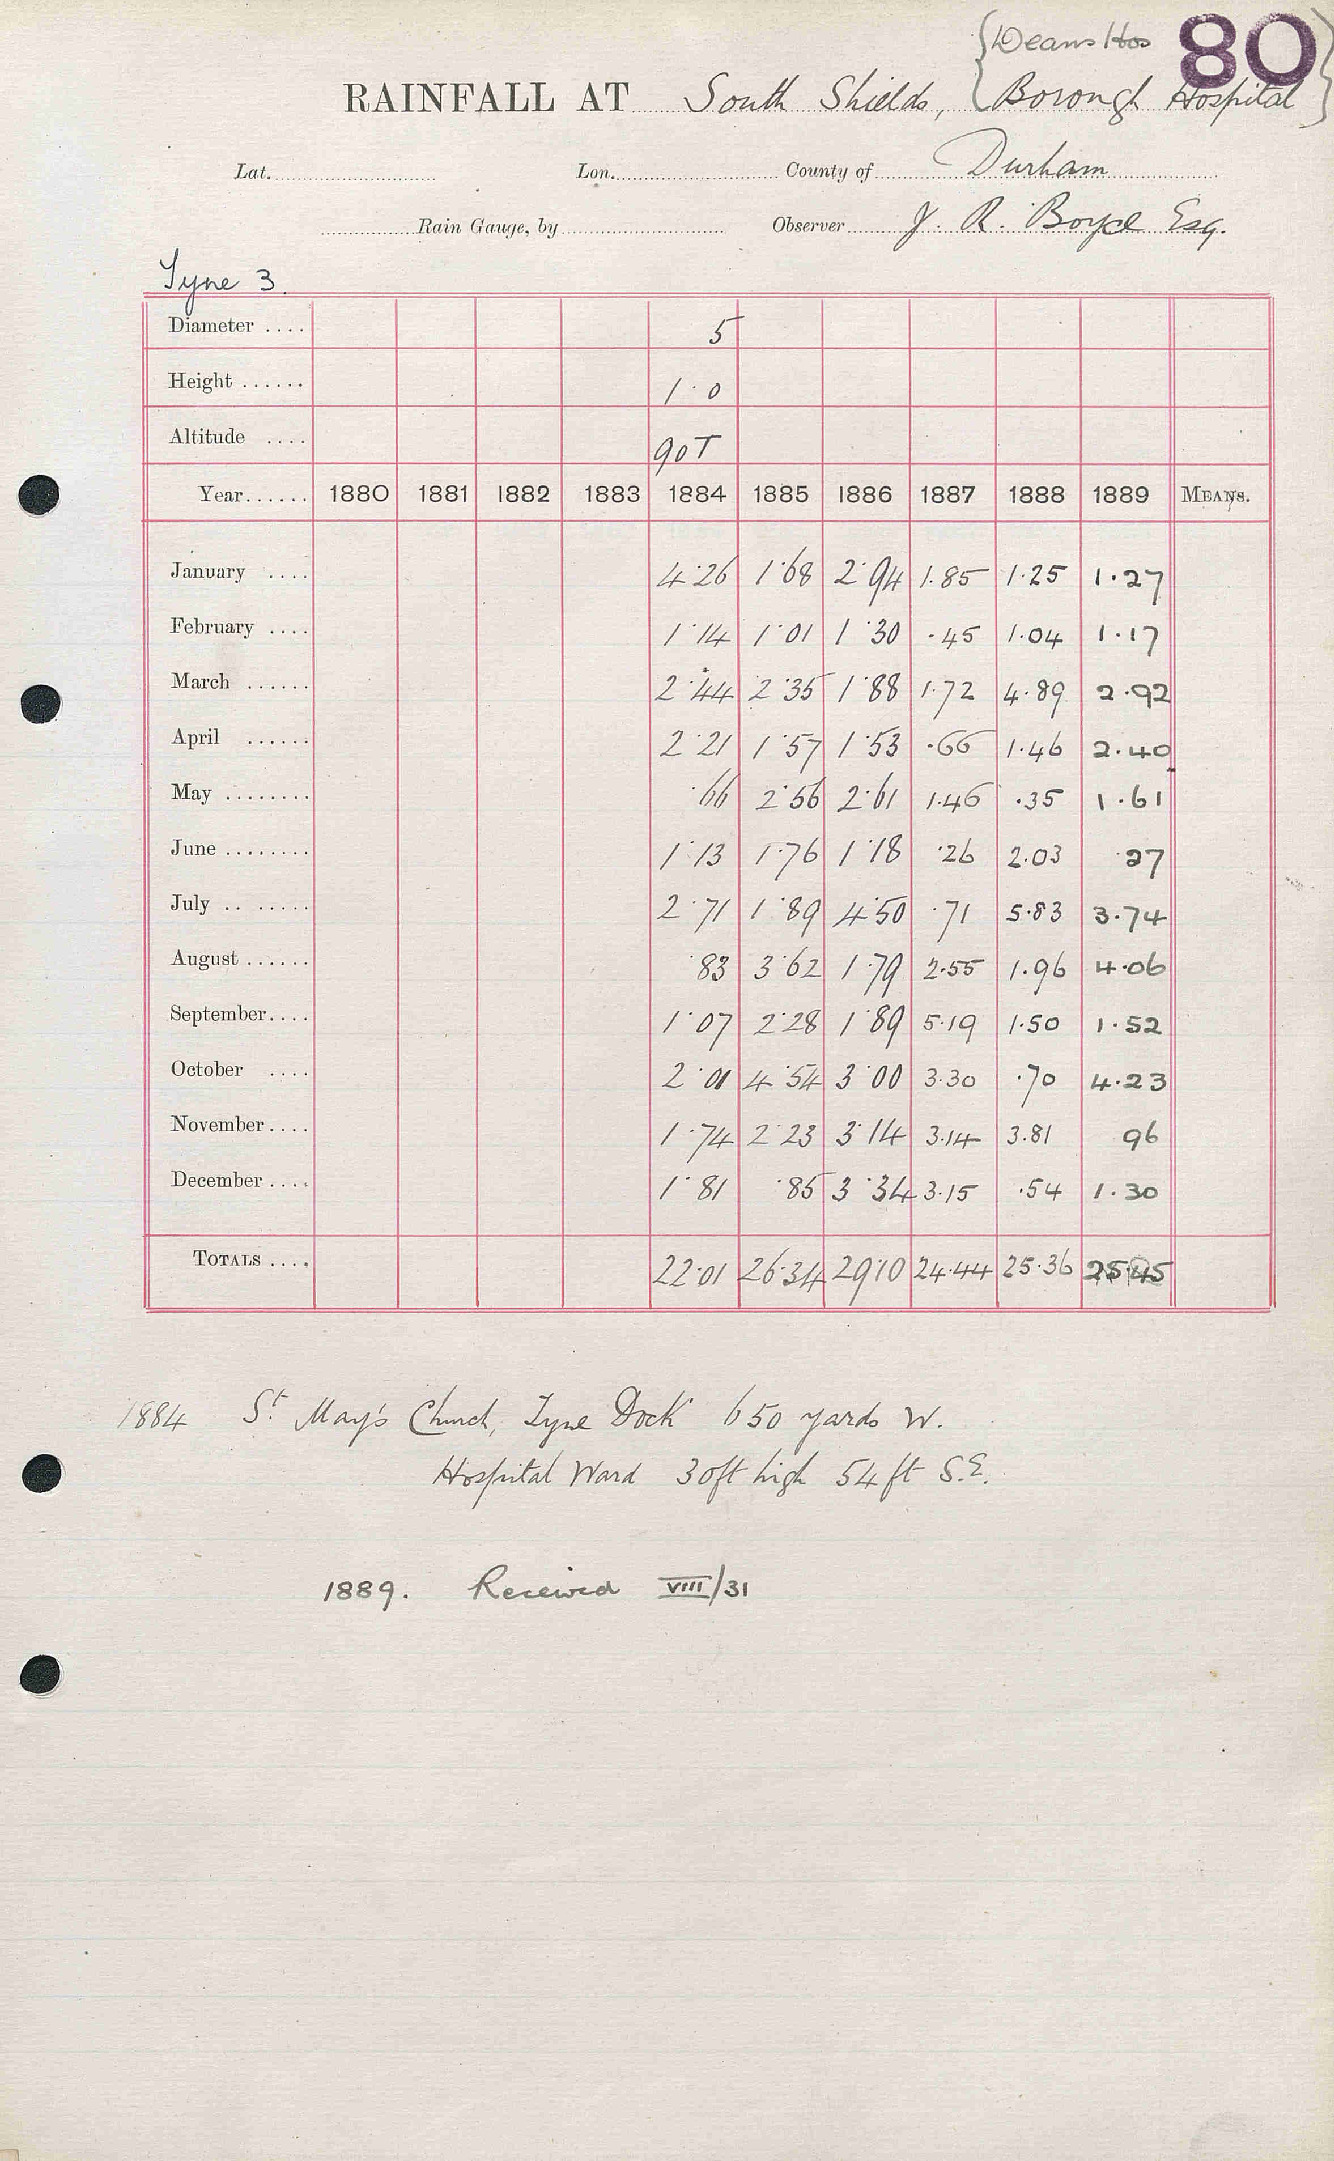 {Deans Hos 80
RAINFALL AT South Shields, {Borough Hospital}
Lat. Lon. County of Durham
Rain Gauge, by Observer J. R. Boyce Esq.
Tyne 3.
Diameter .... 5
Height ...... 1·0
Altitude .... 90T
Year...... 1880 1881 1882 1883 1884 1885 1886 1887 1888 1889 MEANS.
January .... 4·26 1·68 2·94 1.85 1·25 1·27
February .... 1·14 1·01 1·30 ·45 1·04 1·17
March ...... 2·44 2·35 1·88 1·72 4·89 2·92
April ...... 2·21 1·57 1·53 ·66 1·46 2·40
May ........ ·66 2·56 2·61 1·46 ·35 1·61
June ........ 1·13 1·76 1·18 ·26 2.03 ·27
July .. ...... 2·71 1·89 4·50 ·71 5·83 3·74
August ...... ·83 3·62 1·79 2·55 1·96 4·06
September.... 1·07 2·28 1·89 5·19 1·50 1·52
October .... 2·01 4·54 3·00 3·30 ·70 4·23
November.... 1·74 2·23 3·14 3·14 3.81 96
December .... 1·81 ·85 3·34 3·15 ·54 1·30
TOTALS .... 22·01 26·34 29·10 24·44 25·36 25·45
1884 St. Mary's Church, Tyne Dock 650 yards W.
Hospital Ward 30ft high 54ft S.E.
1889. Received VIII/31